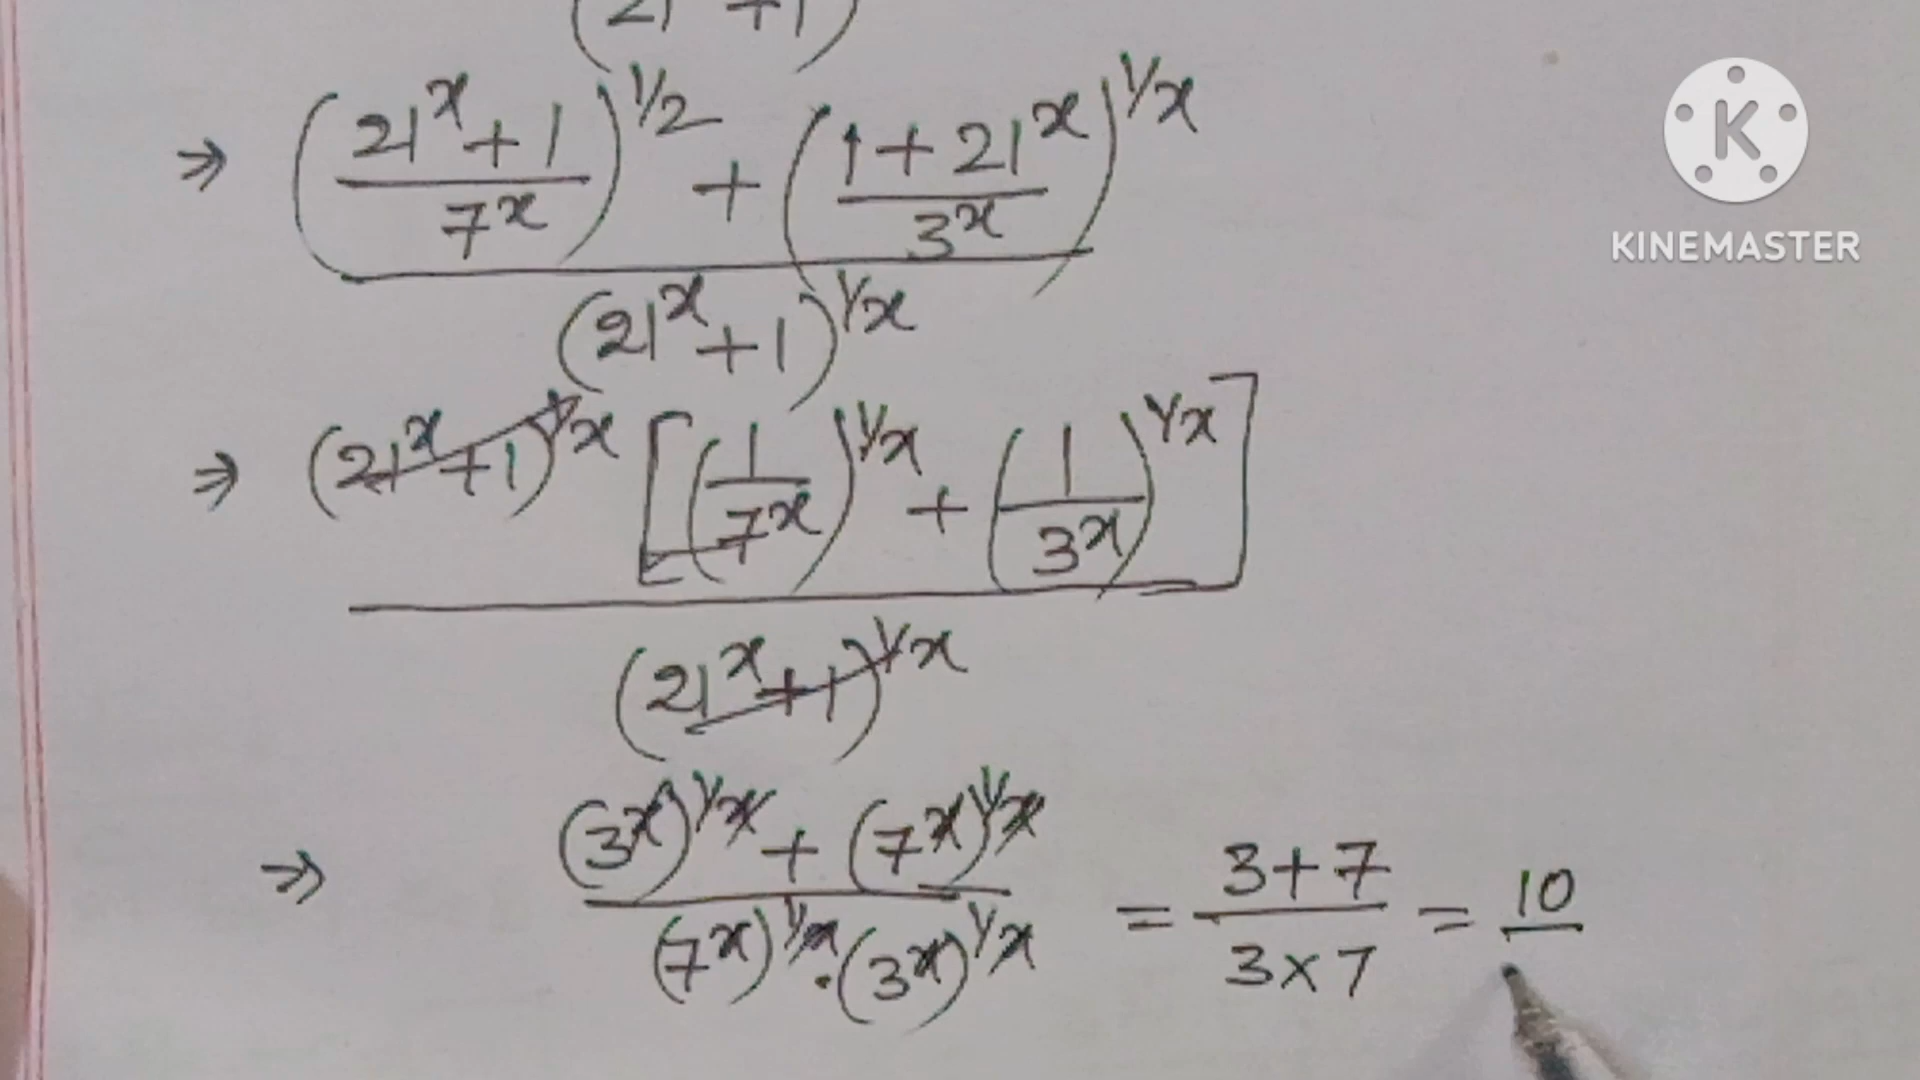 (21 + 1)
⇒ ((21^x + 1)/(7^x))^(1/2) + ((1 + 21^x)/(3^x))^(1/x)
(21^x + 1)^(1/x)
⇒ (21^x + 1)^(1/x) [(1/7^x)^(1/x) + (1/3^x)^(1/x)]
(21^x + 1)^(1/x)
⇒ ((3^x)^(1/x) + (7^x)^(1/x))/((7^x)^(1/x) . (3^x)^(1/x)) = (3+7)/(3×7) = 10/
K
KINEMASTER